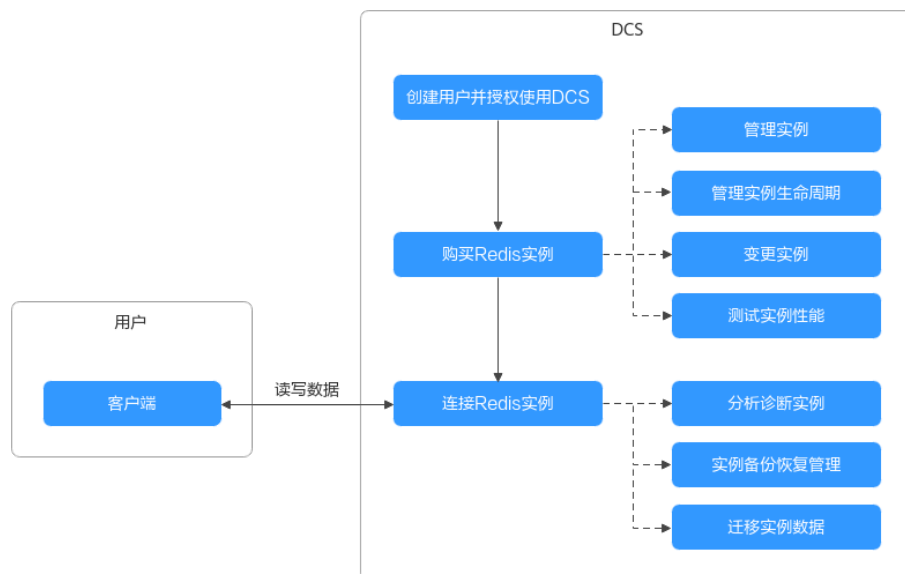 DCS
创建用户并授权使用DCS
管理实例
管理实例生命周期
购买Redis实例
变更实例
测试实例性能
用户
客户端
读写数据
连接Redis实例
分析诊断实例
实例备份恢复管理
迁移实例数据